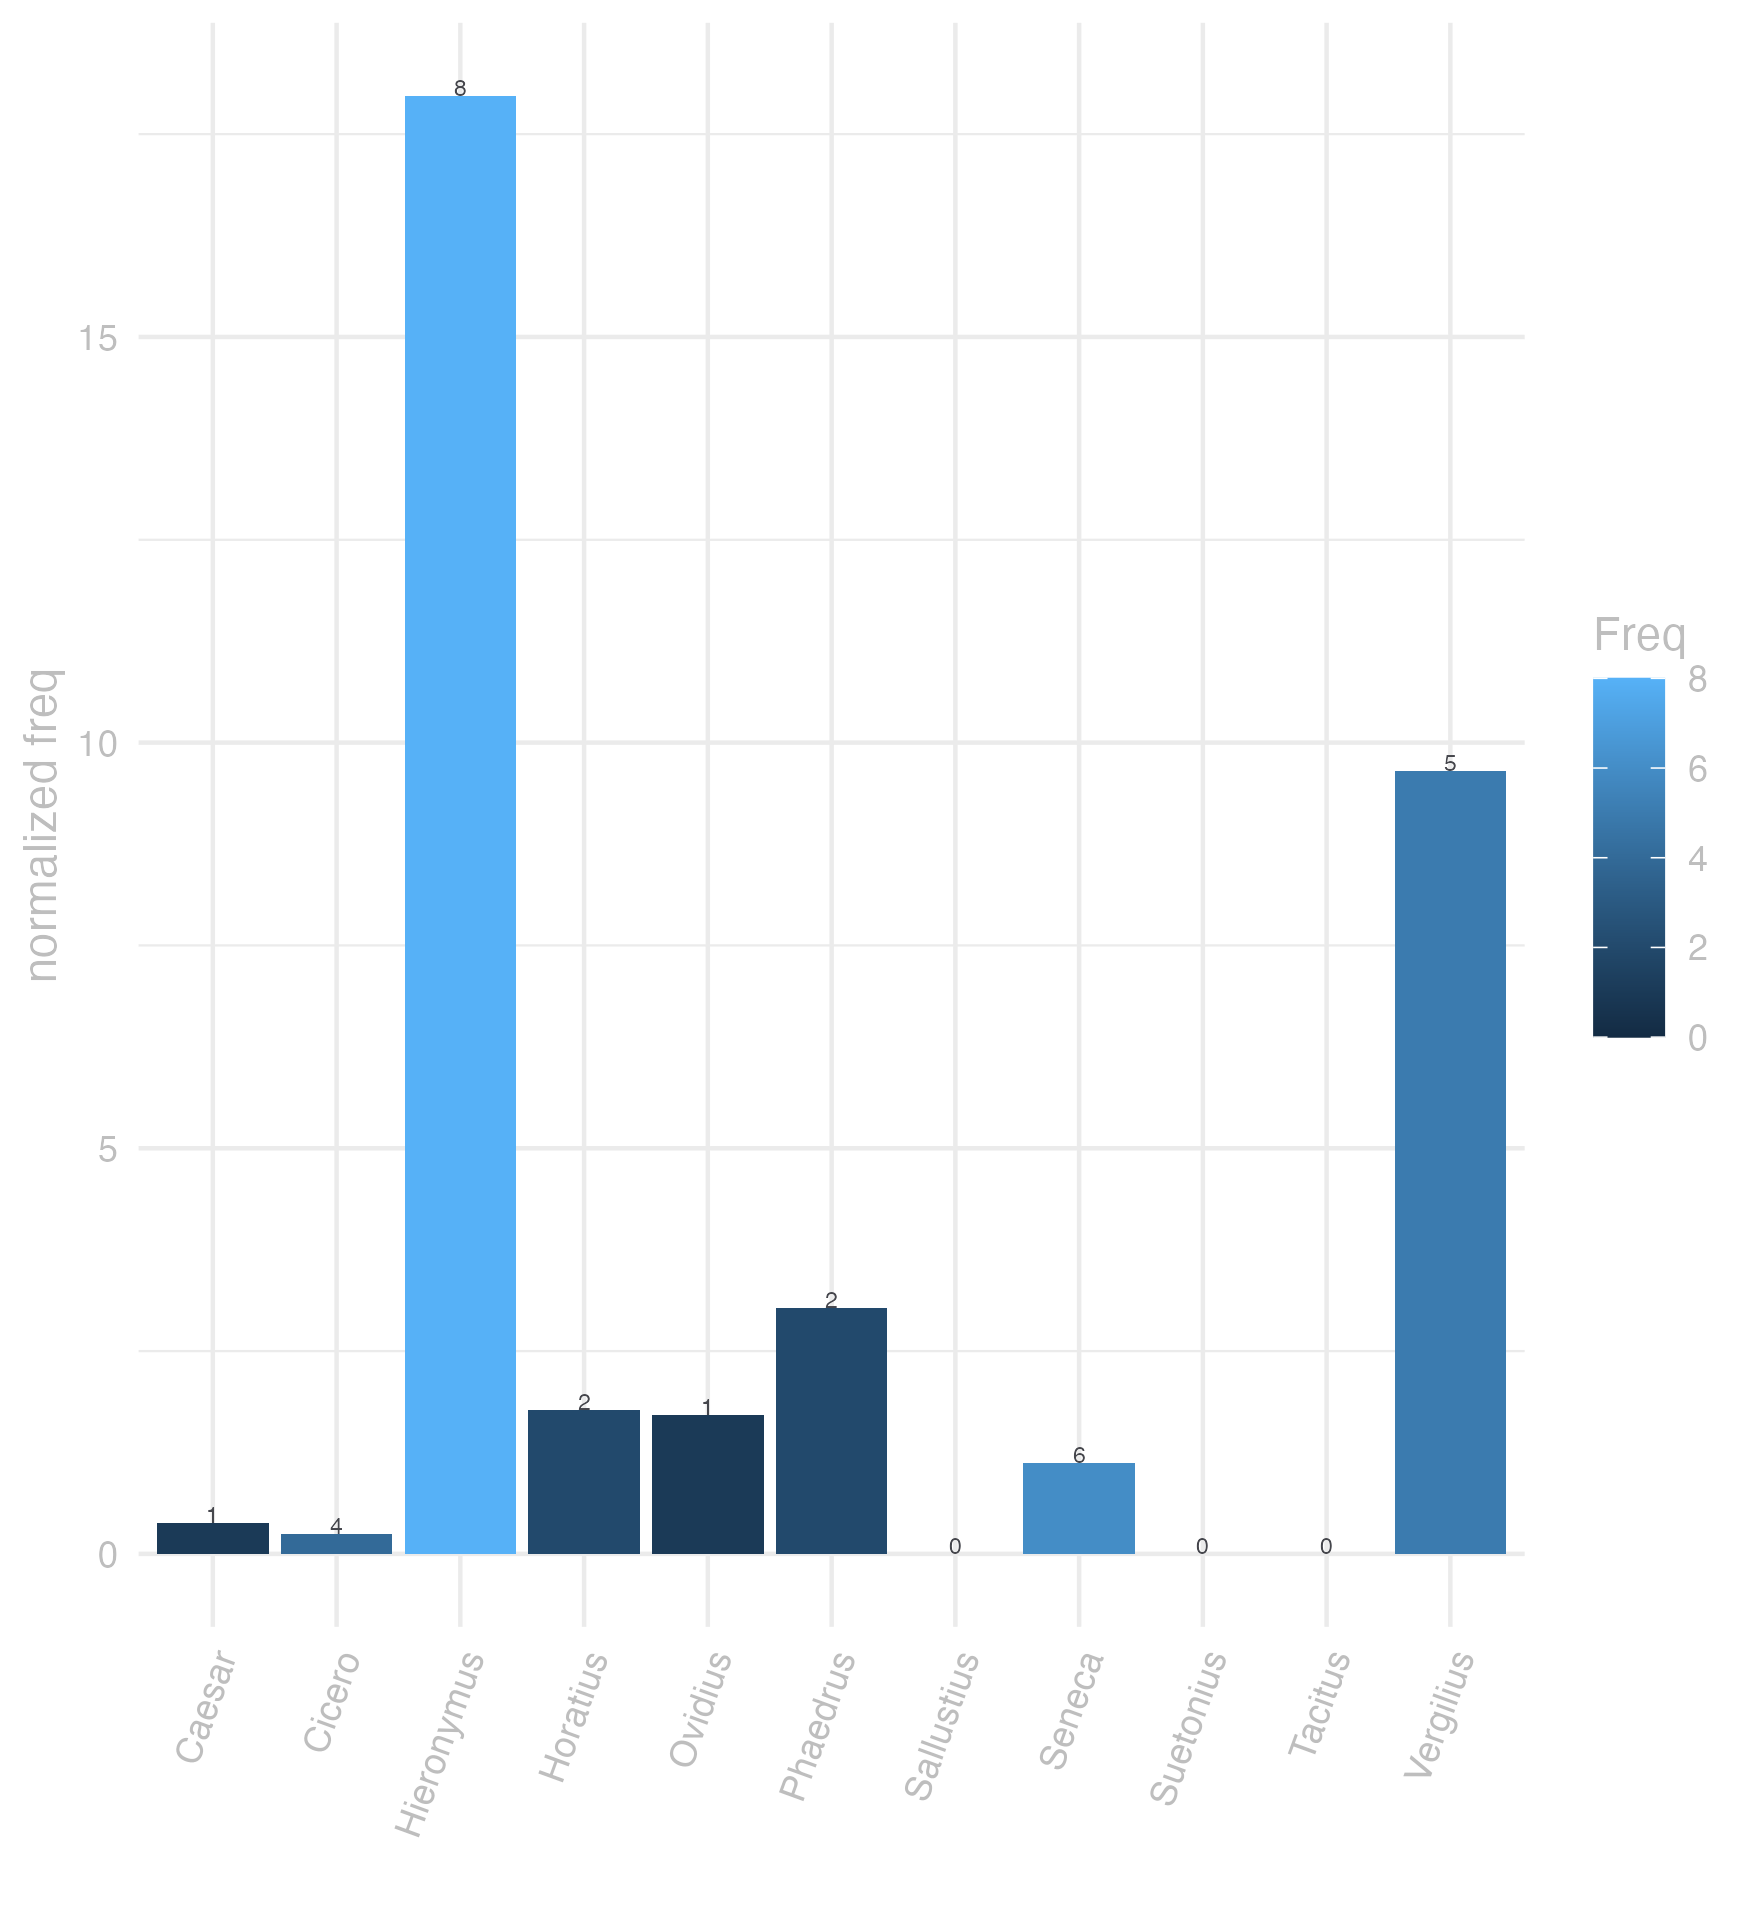 normalized freq
15
10
5
0
8
5
2
2
1
6
1
4
0
0
0
Caesar
Cicero
Hieronymus
Horatius
Ovidius
Phaedrus
Sallustius
Seneca
Suetonius
Tacitus
Vergilius
Freq
8
6
4
2
0